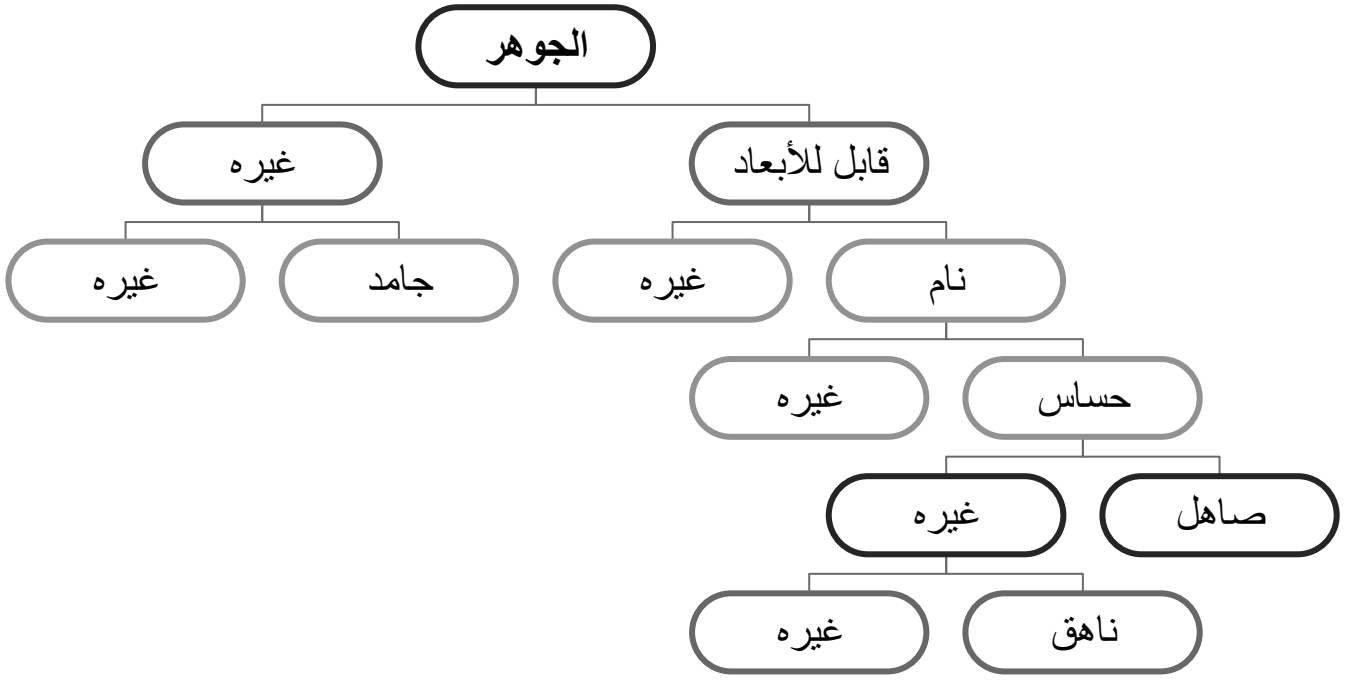 الجوهر
قابل للأبعاد
غيره
نام
غيره
جامد
غيره
حساس
غيره
صاهل
غيره
ناهق
غيره